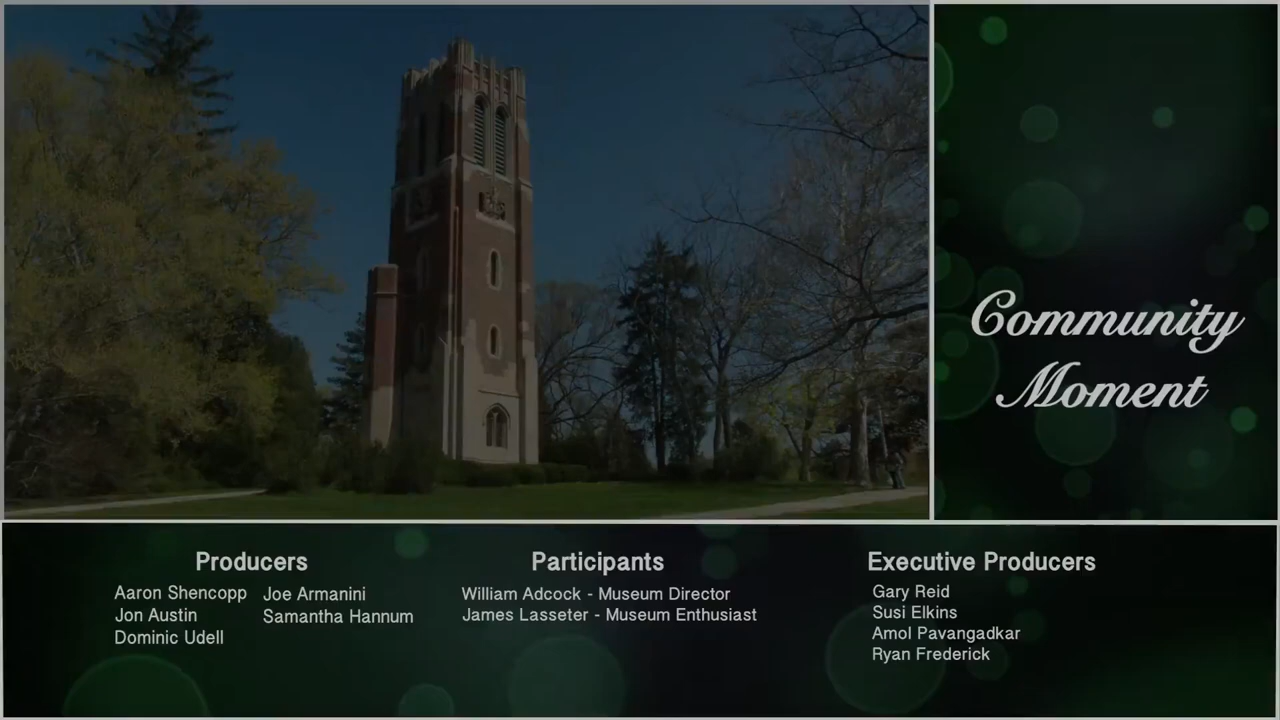 Community
Moment
Producers
Aaron Shencopp
Jon Austin
Dominic Udell
Joe Armanini
Samantha Hannum
Participants
William Adcock - Museum Director
James Lasseter - Museum Enthusiast
Executive Producers
Gary Reid
Susi Elkins
Amol Pavangadkar
Ryan Frederick